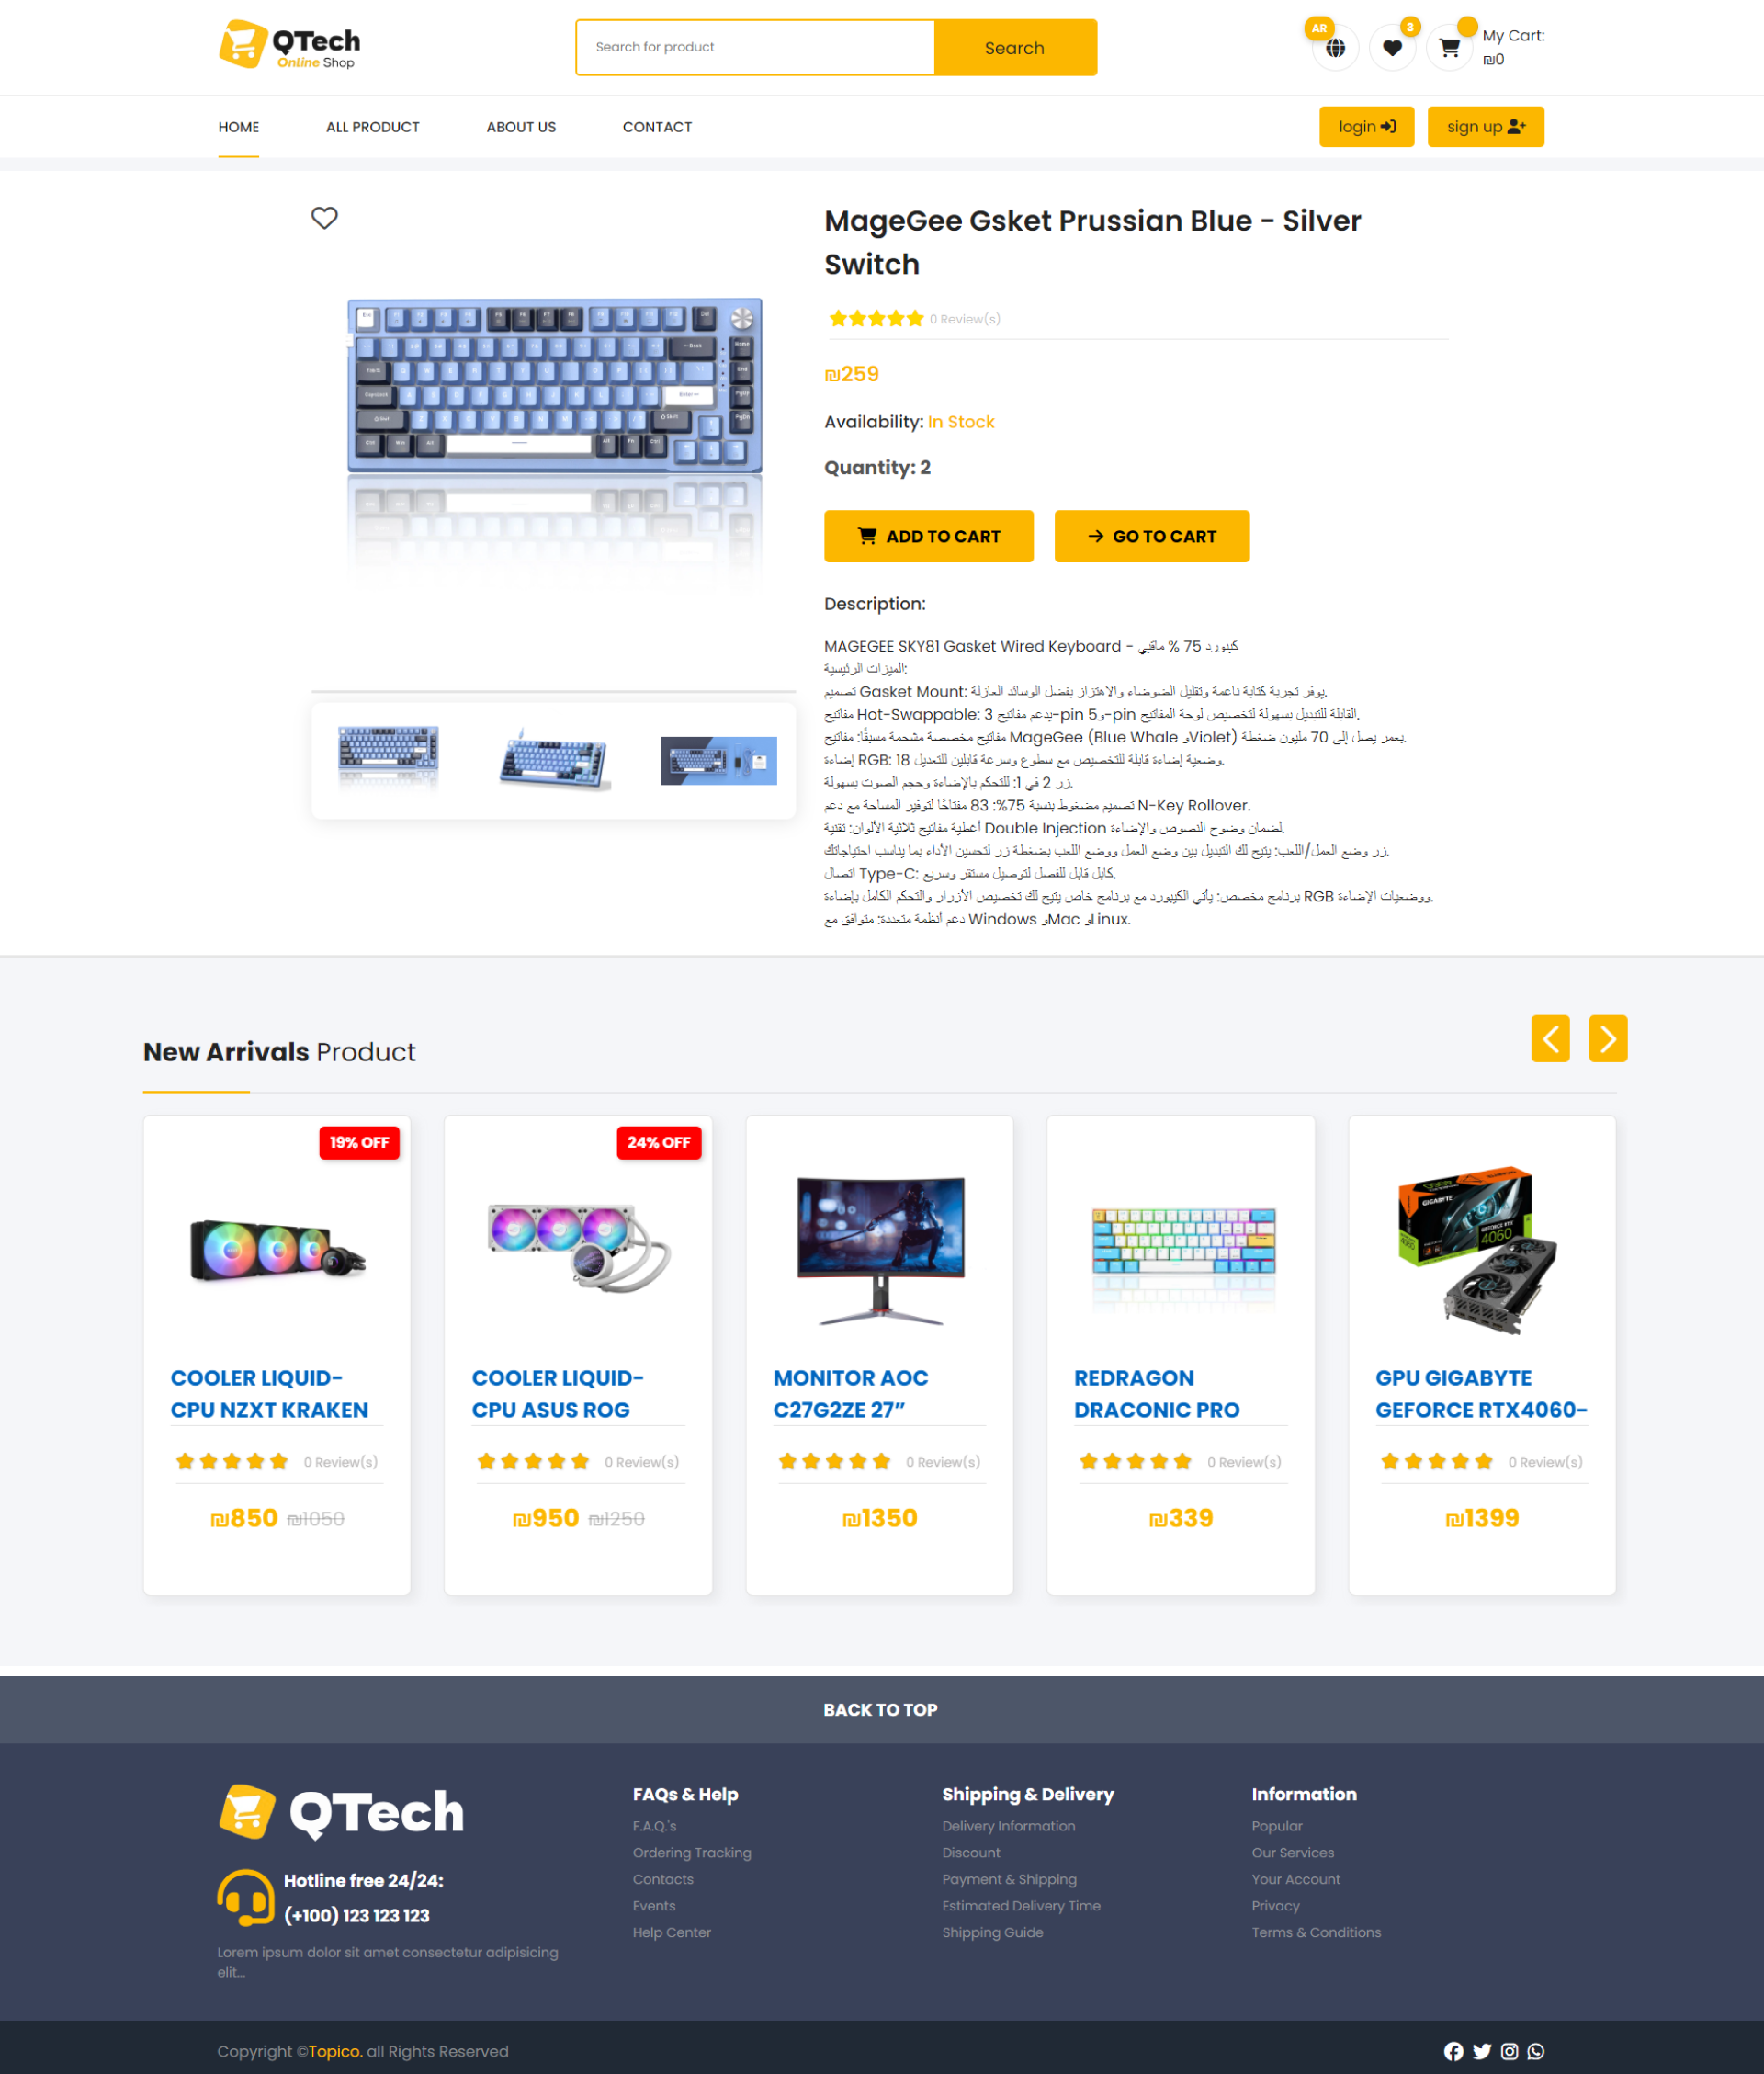 QTech
Online Shop
Search for product
Search
AR
3
My Cart:
₪0
HOME
ALL PRODUCT
ABOUT US
CONTACT
login
sign up
MageGee Gsket Prussian Blue - Silver
Switch
0 Review(s)
₪259
Availability: In Stock
Quantity: 2
ADD TO CART
GO TO CART
Description:
MAGEGEE SKY81 Gasket Wired Keyboard - كيبورد 75 % ماقيي
الميزات الرئيسية:
تصميم Gasket Mount: يوفر تجربة كتابة ناعمة وتقليل الضوضاء والاهتزاز بفضل الوسائد العازلة.
مفاتيح Hot-Swappable: يدعم مفاتيح 3-pin و5-pin القابلة للتبديل بسهولة لتخصيص لوحة المفاتيح.
مفاتيح مخصصة مشحمة مسبقًا: مفاتيح MageGee (Blue Whale وViolet) بعمر يصل إلى 70 مليون ضغطة.
إضاءة RGB: 18 وضعية إضاءة قابلة للتخصيص مع سطوع وسرعة قابلين للتعديل.
زر 2 في 1: للتحكم بالإضاءة وحجم الصوت بسهولة.
تصميم مضغوط بنسبة 75%: 83 مفتاحًا لتوفير المساحة مع دعم N-Key Rollover.
أغطية مفاتيح ثلاثية الألوان: تقنية Double Injection لضمان وضوح النصوص والإضاءة.
زر وضع العمل/اللعب: يتيح لك التبديل بين وضع العمل ووضع اللعب بضغطة زر لتحسين الأداء بما يناسب احتياجاتك.
اتصال Type-C: كابل قابل للفصل لتوصيل مستقر وسريع.
برنامج مخصص: يأتي الكيبورد مع برنامج خاص يتيح لك تخصيص الأزرار والتحكم الكامل بإضاءة RGB ووضعيات الإضاءة.
دعم أنظمة متعددة: متوافق مع Windows وMac وLinux.
New Arrivals Product
19% OFF
24% OFF
GIGABYTE
GEFORCE RTX
4060
COOLER LIQUID-
CPU NZXT KRAKEN
0 Review(s)
₪850 ₪1050
COOLER LIQUID-
CPU ASUS ROG
0 Review(s)
₪950 ₪1250
MONITOR AOC
C27G2ZE 27”
0 Review(s)
₪1350
REDRAGON
DRACONIC PRO
0 Review(s)
₪339
GPU GIGABYTE
GEFORCE RTX4060-
0 Review(s)
₪1399
BACK TO TOP
QTech
Hotline free 24/24:
(+100) 123 123 123
Lorem ipsum dolor sit amet consectetur adipisicing
elit...
FAQs & Help
F.A.Q.'s
Ordering Tracking
Contacts
Events
Help Center
Shipping & Delivery
Delivery Information
Discount
Payment & Shipping
Estimated Delivery Time
Shipping Guide
Information
Popular
Our Services
Your Account
Privacy
Terms & Conditions
Copyright ©Topico. all Rights Reserved